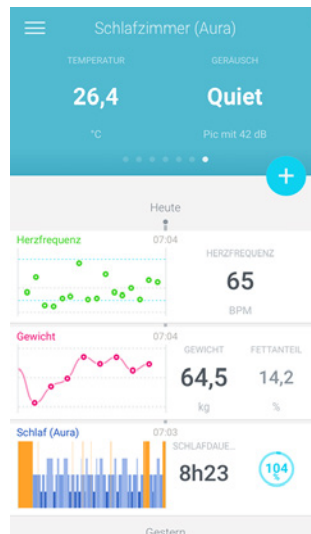 Schlafzimmer (Aura)
TEMPERATUR GERÄUSCH
26,4 Quiet
°C Pic mit 42 dB
+
Heute
Herzfrequenz 07:04
HERZFREQUENZ
65
BPM
Gewicht 07:04
GEWICHT FETTANTEIL
64,5 14,2
kg %
Schlaf (Aura) 07:03
SCHLAFDAUE...
8h23 104
%
Gestern